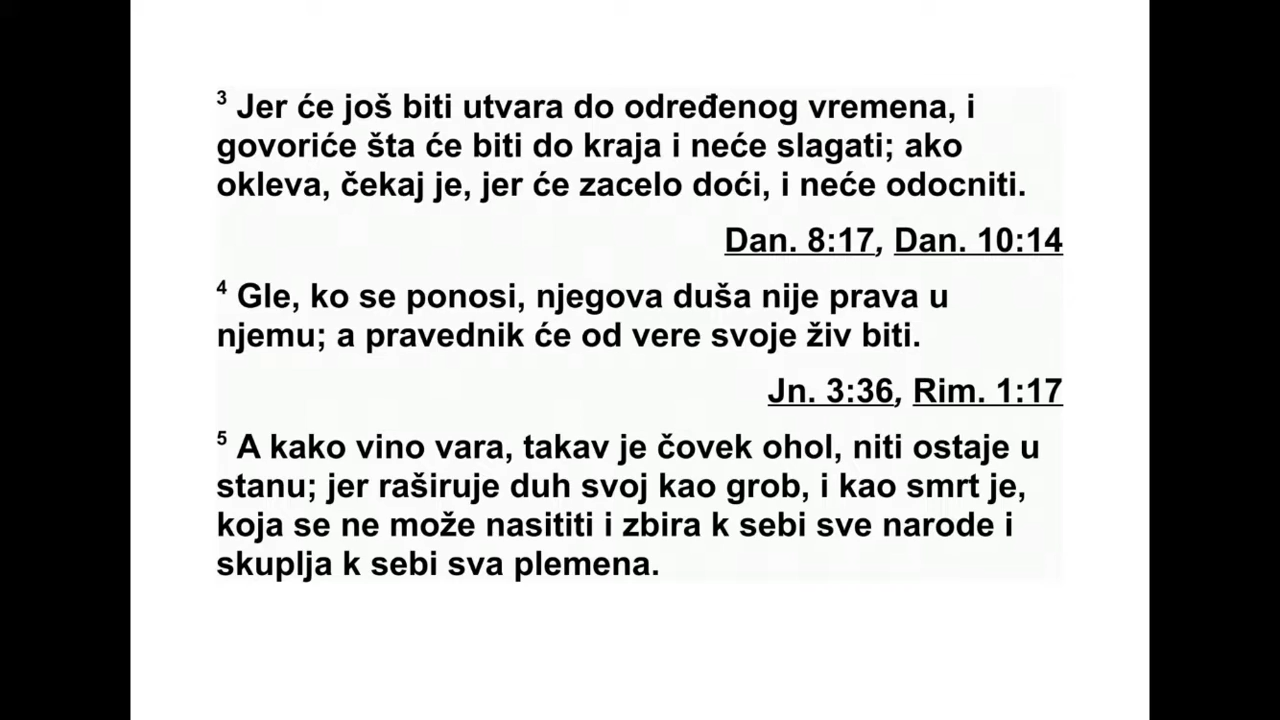 3 Jer će još biti utvara do određenog vremena, i
govoriće šta će biti do kraja i neće slagati; ako
okleva, čekaj je, jer će zacelo doći, i neće odocniti.
Dan. 8:17, Dan. 10:14
4 Gle, ko se ponosi, njegova duša nije prava u
njemu; a pravednik će od vere svoje živ biti.
Jn. 3:36, Rim. 1:17
5 A kako vino vara, takav je čovek ohol, niti ostaje u
stanu; jer raširuje duh svoj kao grob, i kao smrt je,
koja se ne može nasititi i zbira k sebi sve narode i
skuplja k sebi sva plemena.